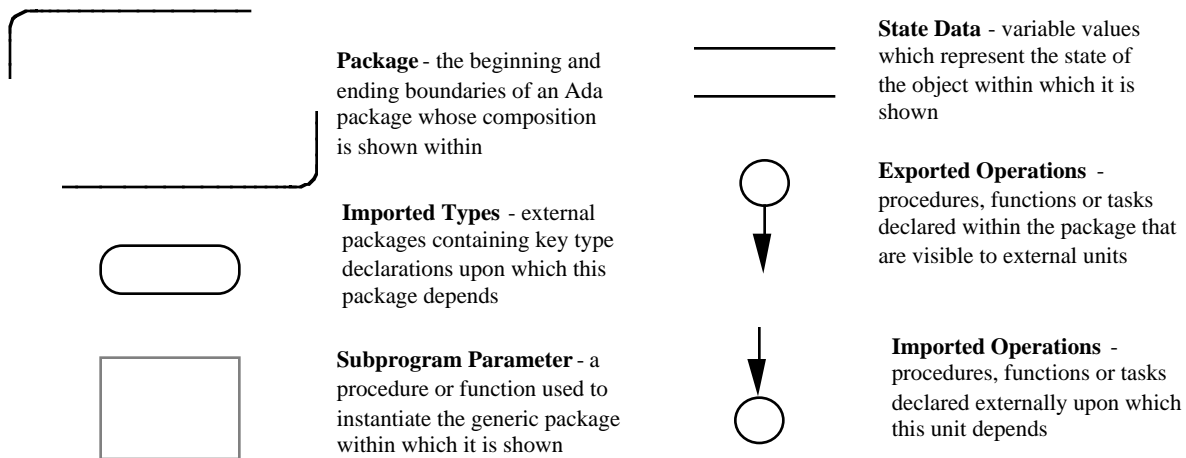 Package - the beginning and
ending boundaries of an Ada
package whose composition
is shown within
Imported Types - external
packages containing key type
declarations upon which this
package depends
Subprogram Parameter - a
procedure or function used to
instantiate the generic package
within which it is shown
State Data - variable values
which represent the state of
the object within which it is
shown
Exported Operations -
procedures, functions or tasks
declared within the package that
are visible to external units
Imported Operations -
procedures, functions or tasks
declared externally upon which
this unit depends